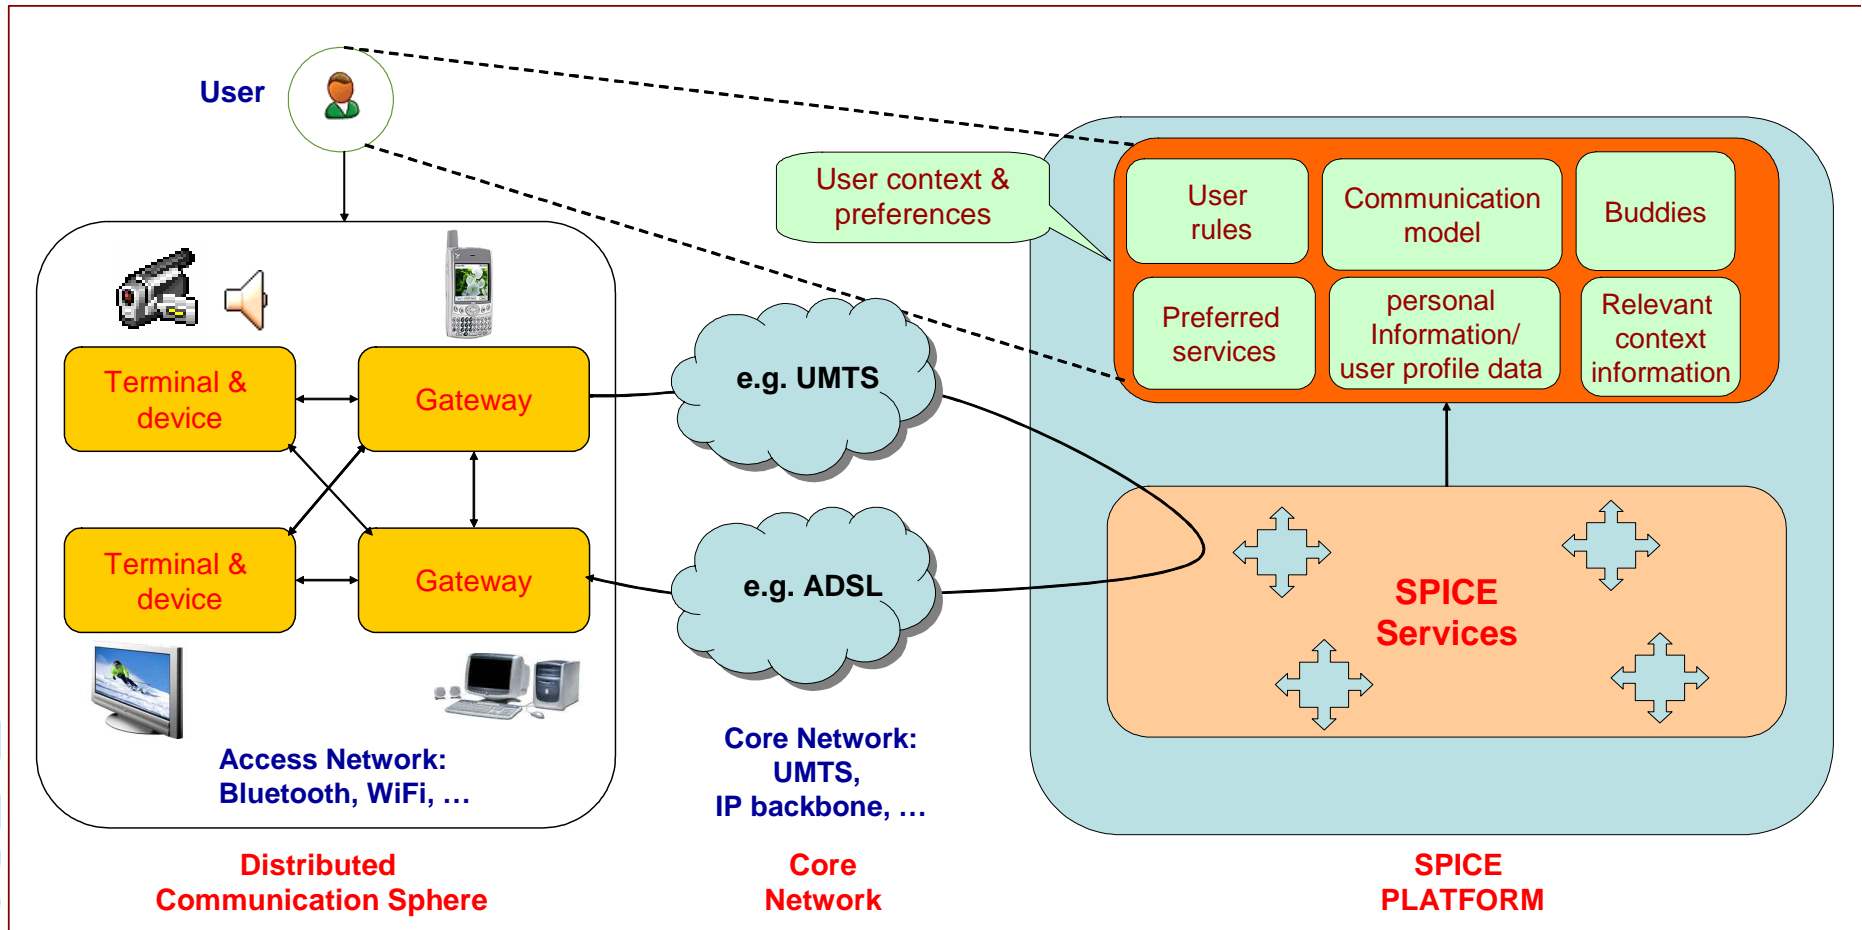 User
User context &
preferences
User
rules
Communication
model
Buddies
Preferred
services
personal
Information/
user profile data
Relevant
context
information
Terminal &
device
Gateway
e.g. UMTS
Terminal &
device
Gateway
e.g. ADSL
SPICE
Services
Access Network:
Bluetooth, WiFi, …
Core Network:
UMTS,
IP backbone, …
Distributed
Communication Sphere
Core
Network
SPICE
PLATFORM